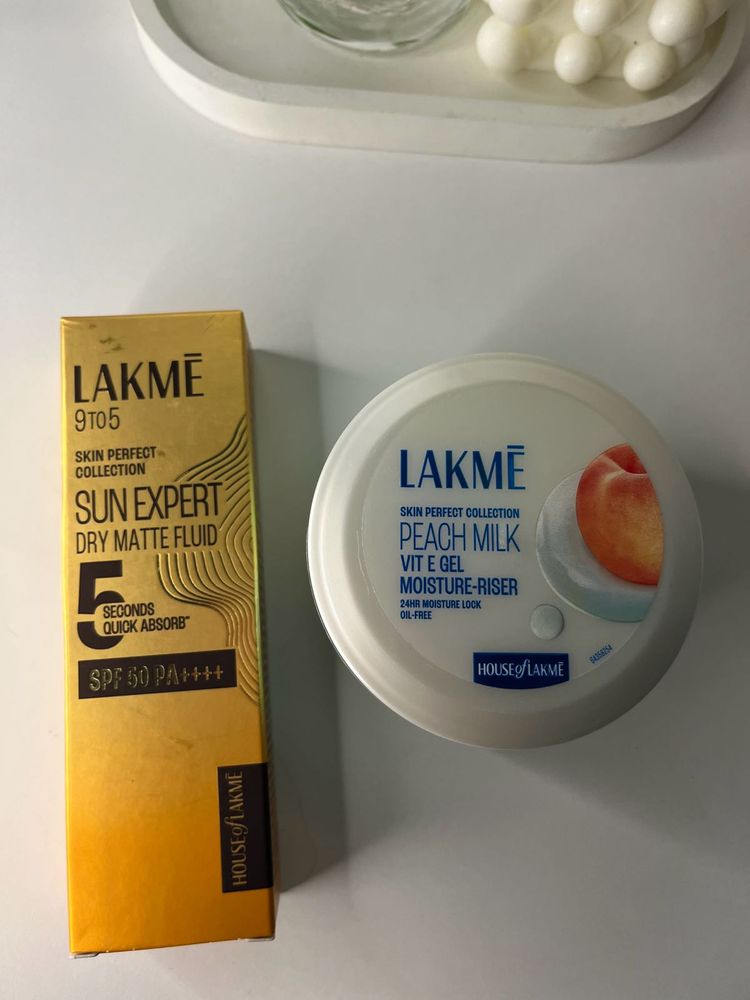 LAKMĒ
9TO5
SKIN PERFECT
COLLECTION
SUN EXPERT
DRY MATTE FLUID
5
SECONDS
QUICK ABSORB~
SPF 50 PA++++
HOUSE of LAKMĒ
LAKMĒ
SKIN PERFECT COLLECTION
PEACH MILK
VIT E GEL
MOISTURE-RISER
24HR MOISTURE LOCK
OIL-FREE
HOUSE of LAKMĒ